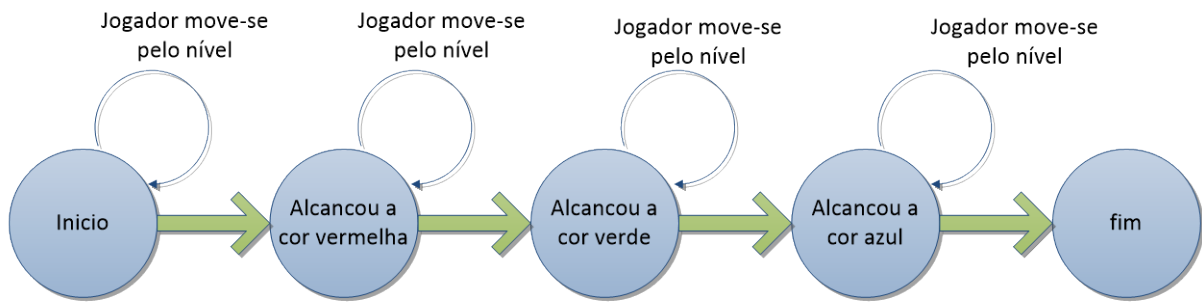 Jogador move-se
pelo nível
Jogador move-se
pelo nível
Jogador move-se
pelo nível
Jogador move-se
pelo nível
Inicio
Alcancou a
cor vermelha
Alcancou a
cor verde
Alcancou a
cor azul
fim